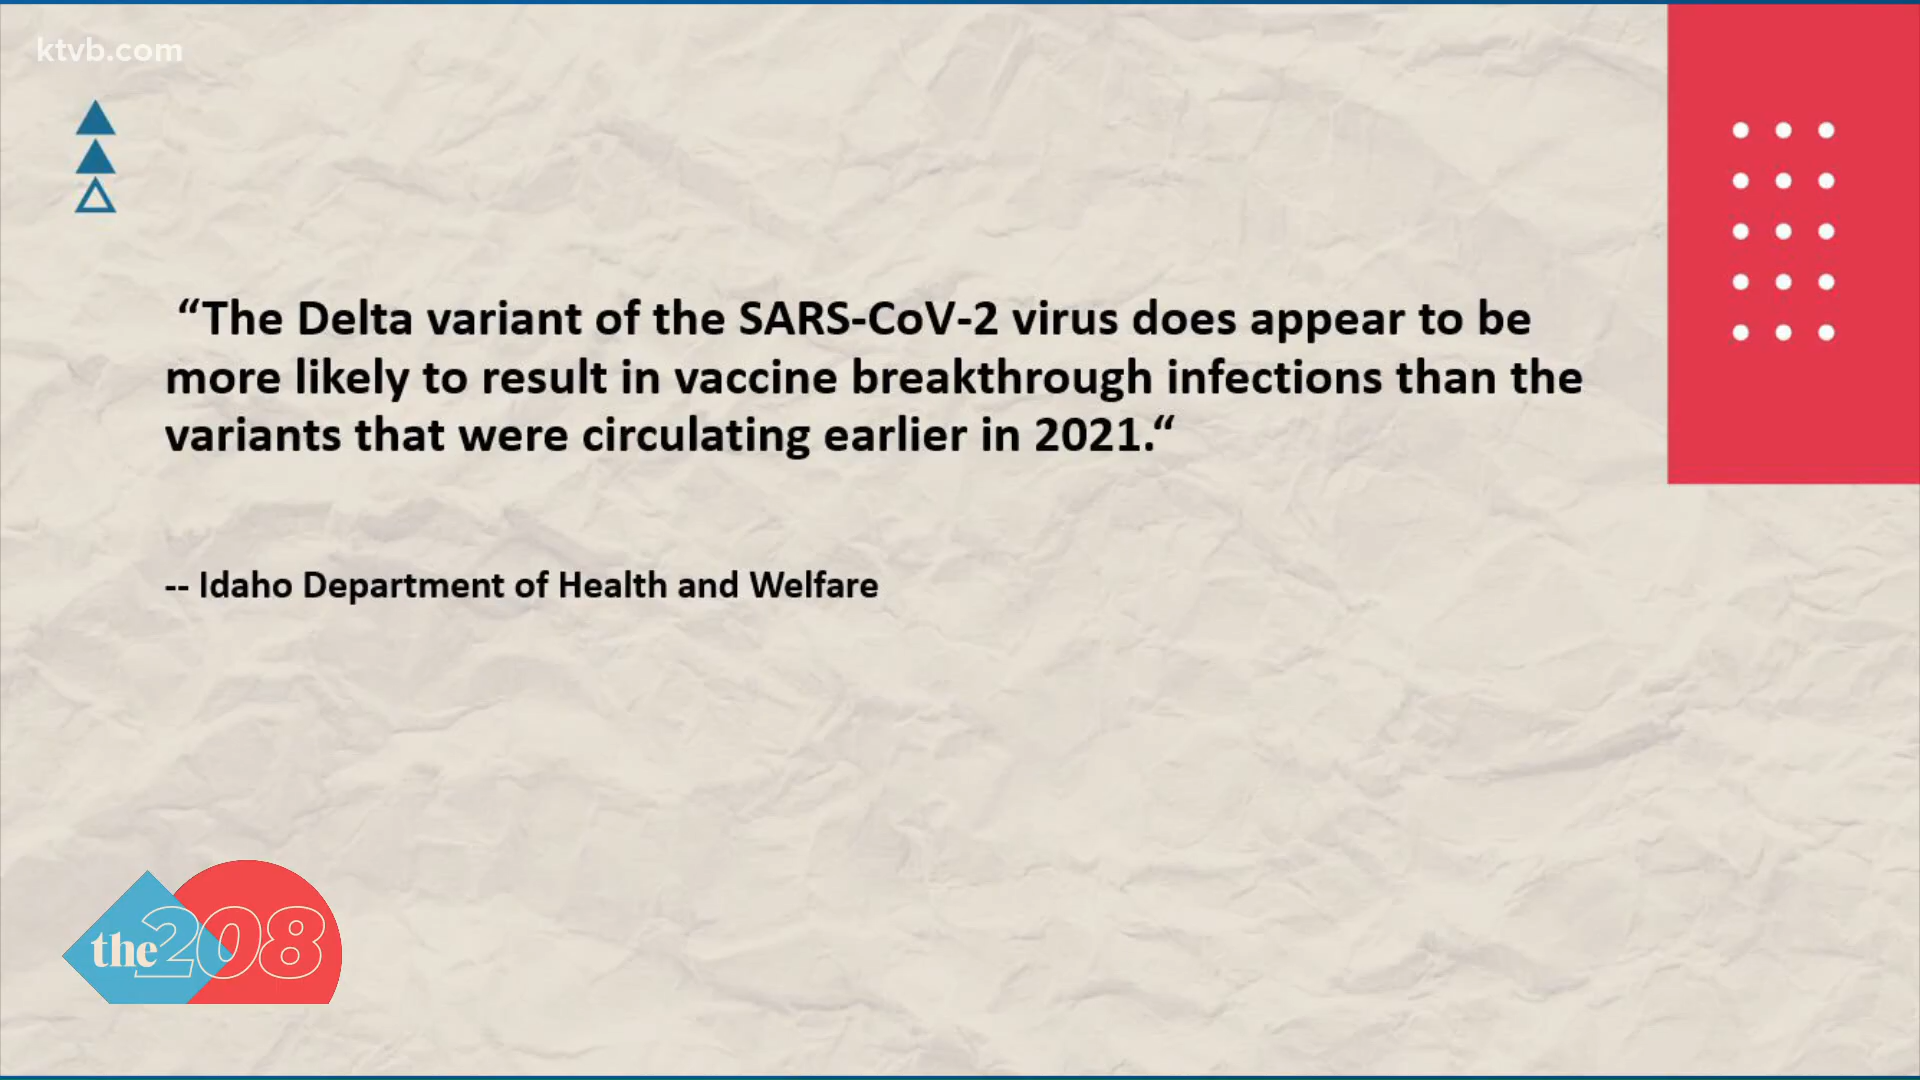 ktvb.com
“The Delta variant of the SARS-CoV-2 virus does appear to be
more likely to result in vaccine breakthrough infections than the
variants that were circulating earlier in 2021.“
-- Idaho Department of Health and Welfare
the 208